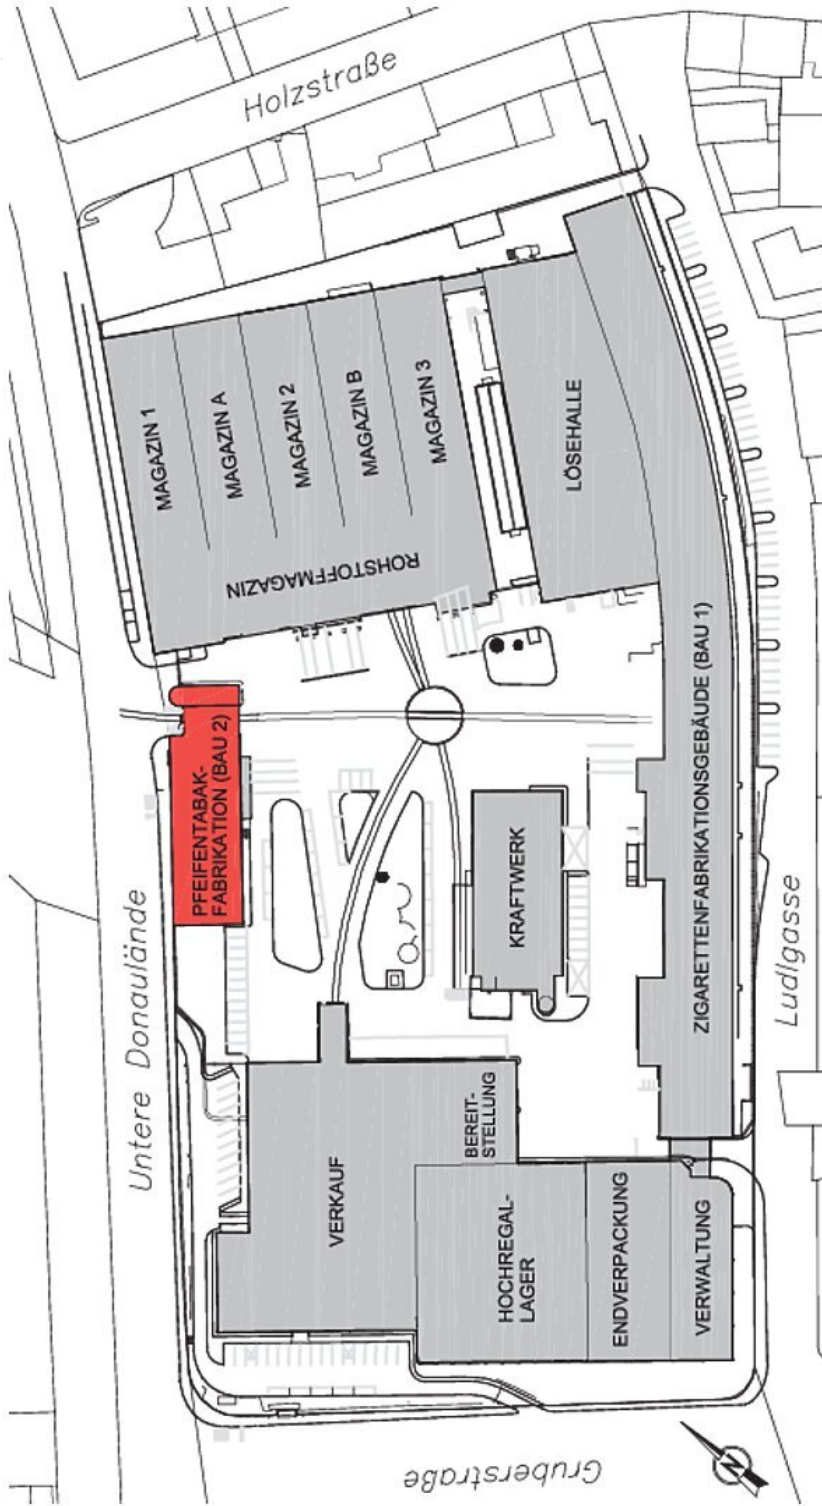 Holzstraße
MAGAZIN 1
MAGAZIN A
MAGAZIN 2
MAGAZIN B
MAGAZIN 3
ROHSTOFFMAGAZIN
LÖSEHALLE
PFEIFENTABAK-
FABRIKATION (BAU 2)
KRAFTWERK
ZIGARETTENFABRIKATIONSGEBÄUDE (BAU 1)
Untere Donaulände
Ludlgasse
VERKAUF
BEREIT-
STELLUNG
HOCHREGAL-
LAGER
ENDVERPACKUNG
VERWALTUNG
Gruberstraße
N